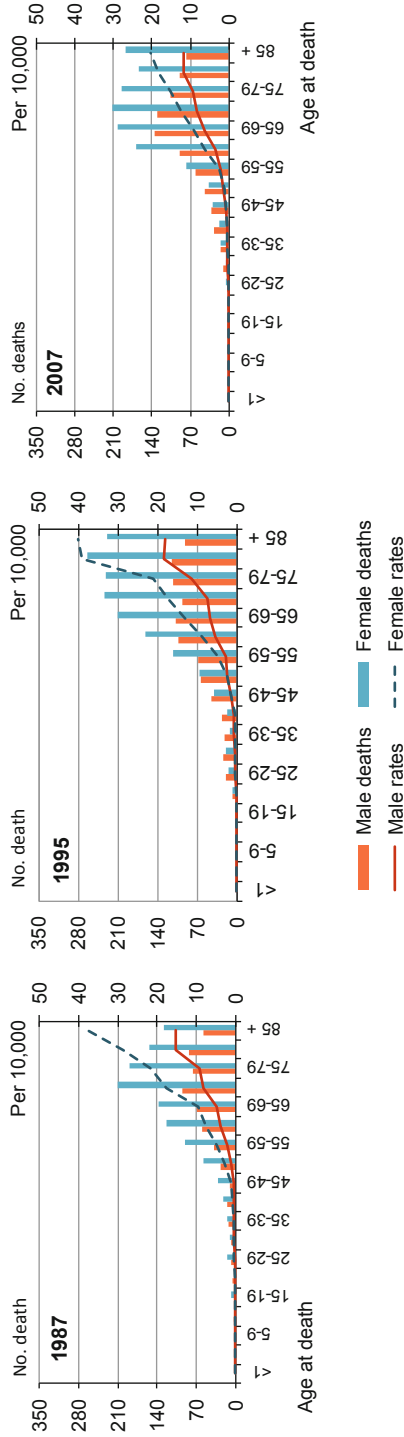 No. death Per 10,000
1987
350 50
280 40
210 30
140 20
70 10
0 0
<1 5-9 15-19 25-29 35-39 45-49 55-59 65-69 75-79 85 +
Age at death
No. death Per 10,000
1995
350 50
280 40
210 30
140 20
70 10
0 0
<1 5-9 15-19 25-29 35-39 45-49 55-59 65-69 75-79 85 +
No. deaths Per 10,000
2007
350 50
280 40
210 30
140 20
70 10
0 0
<1 5-9 15-19 25-29 35-39 45-49 55-59 65-69 75-79 85 +
Age at death
Male deaths Female deaths
Male rates Female rates